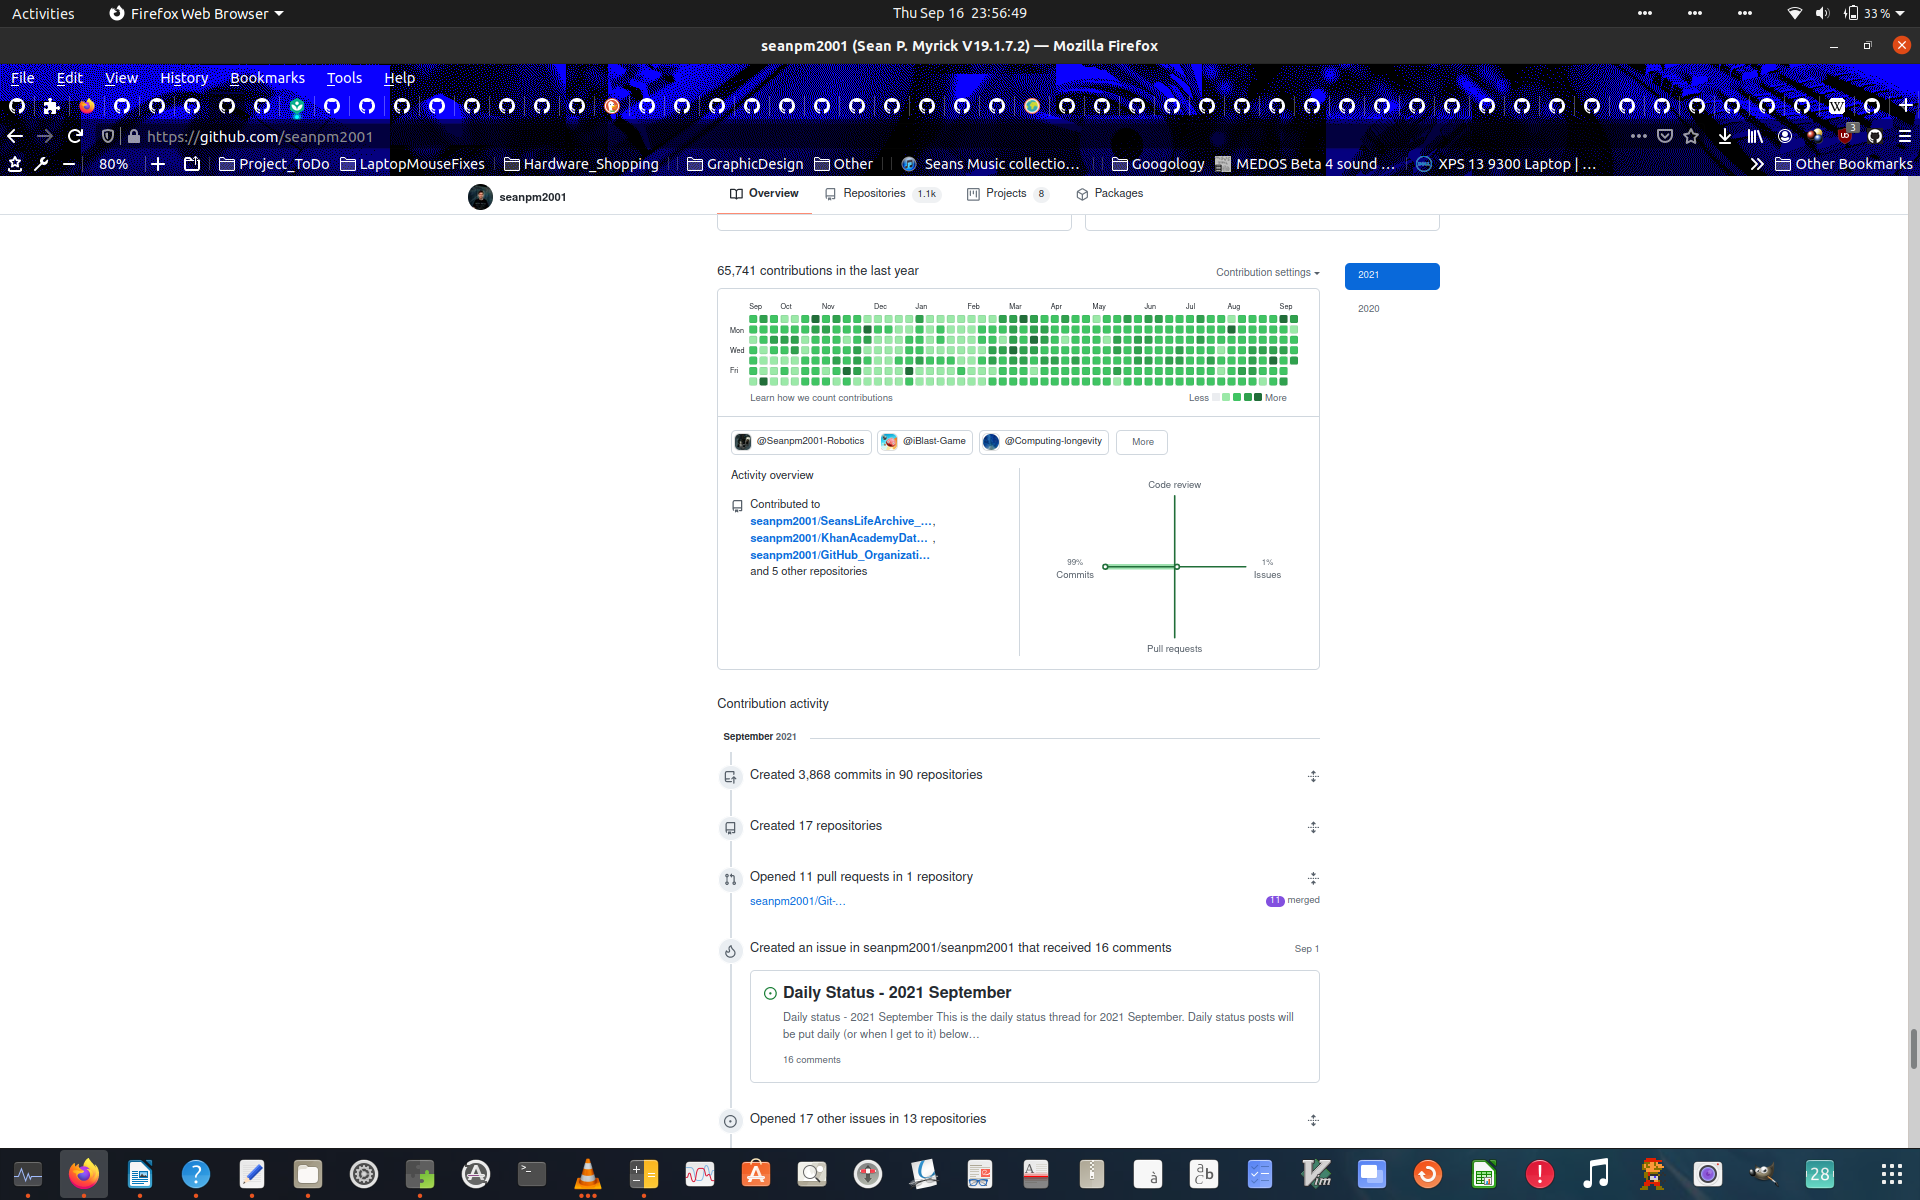 Activities
Firefox Web Browser
Thu Sep 16 23:56:49
33 %
seanpm2001 (Sean P. Myrick V19.1.7.2) — Mozilla Firefox
File Edit View History Bookmarks Tools Help
https://github.com/seanpm2001
3
80%
Project_ToDo
LaptopMouseFixes
Hardware_Shopping
GraphicDesign
Other
Seans Music collectio…
Googology
MEDOS Beta 4 sound …
XPS 13 9300 Laptop | …
Other Bookmarks
seanpm2001
Overview
Repositories 1.1k
Projects 8
Packages
65,741 contributions in the last year
Contribution settings
2021
2020
Sep Oct Nov Dec Jan Feb Mar Apr May Jun Jul Aug Sep
Mon
Wed
Fri
Learn how we count contributions
Less
More
@Seanpm2001-Robotics
@iBlast-Game
@Computing-longevity
More
Activity overview
Contributed to
seanpm2001/SeansLifeArchive_…,
seanpm2001/KhanAcademyDat… ,
seanpm2001/GitHub_Organizati…
and 5 other repositories
Code review
99%
Commits
1%
Issues
Pull requests
Contribution activity
September 2021
Created 3,868 commits in 90 repositories
Created 17 repositories
Opened 11 pull requests in 1 repository
seanpm2001/Git-…
11 merged
Created an issue in seanpm2001/seanpm2001 that received 16 comments
Sep 1
Daily Status - 2021 September
Daily status - 2021 September This is the daily status thread for 2021 September. Daily status posts will
be put daily (or when I get to it) below…
16 comments
Opened 17 other issues in 13 repositories
28